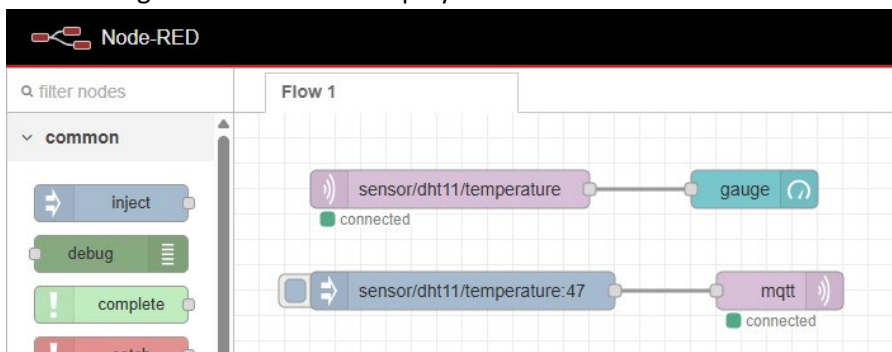 Node-RED
filter nodes
Flow 1
common
inject
sensor/dht11/temperature
gauge
connected
debug
complete
sensor/dht11/temperature:47
mqtt
connected